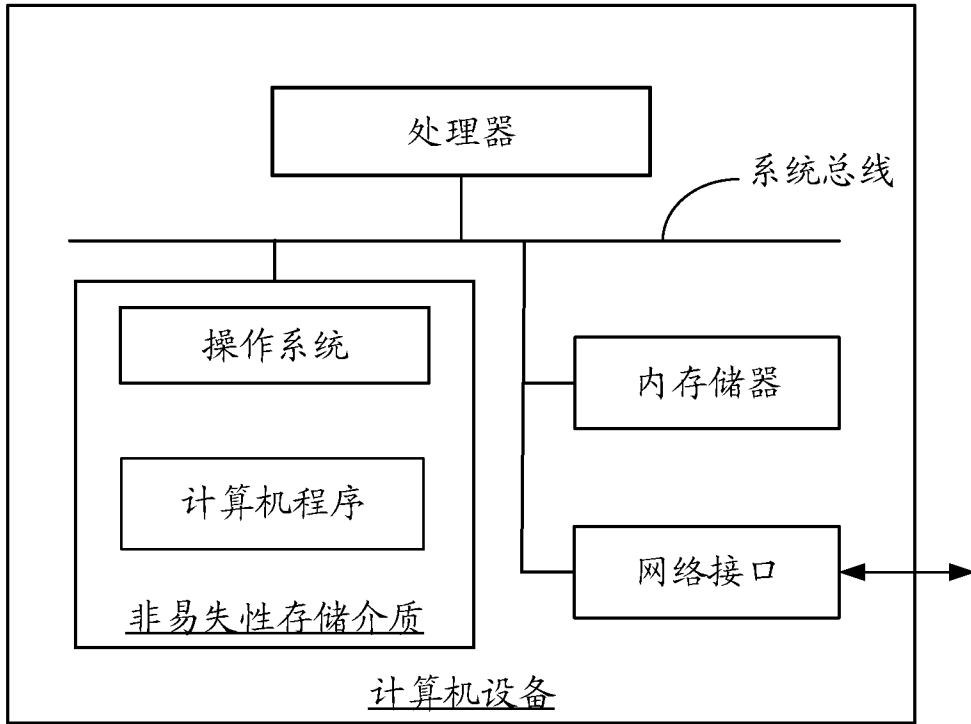 处理器
系统总线
操作系统
内存储器
计算机程序
网络接口
非易失性存储介质
计算机设备